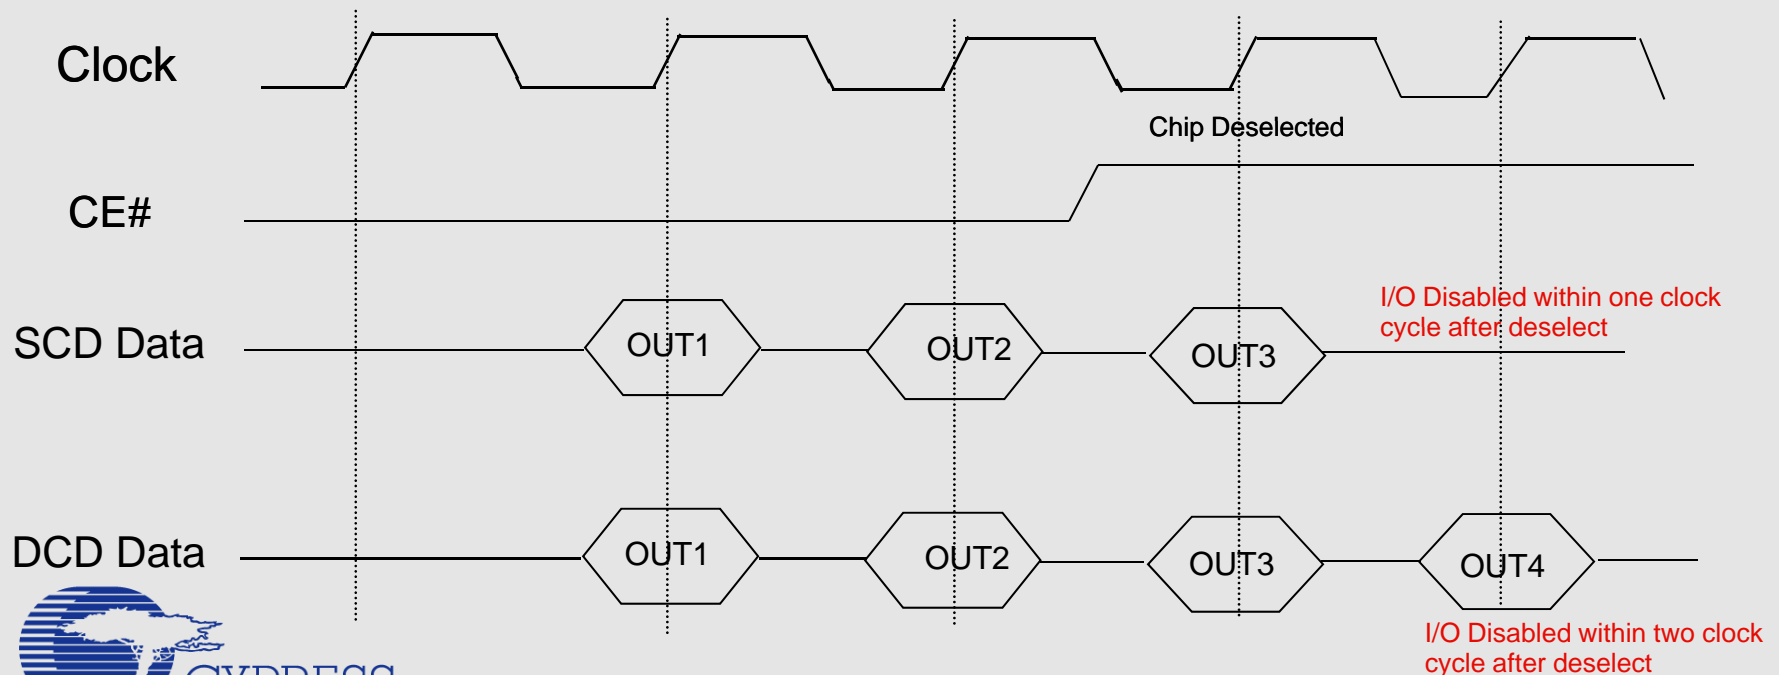 Clock
Chip Deselected
CE#
I/O Disabled within one clock
cycle after deselect
SCD Data
OUT1
OUT2
OUT3
DCD Data
OUT1
OUT2
OUT3
OUT4
I/O Disabled within two clock
cycle after deselect
CYPRESS